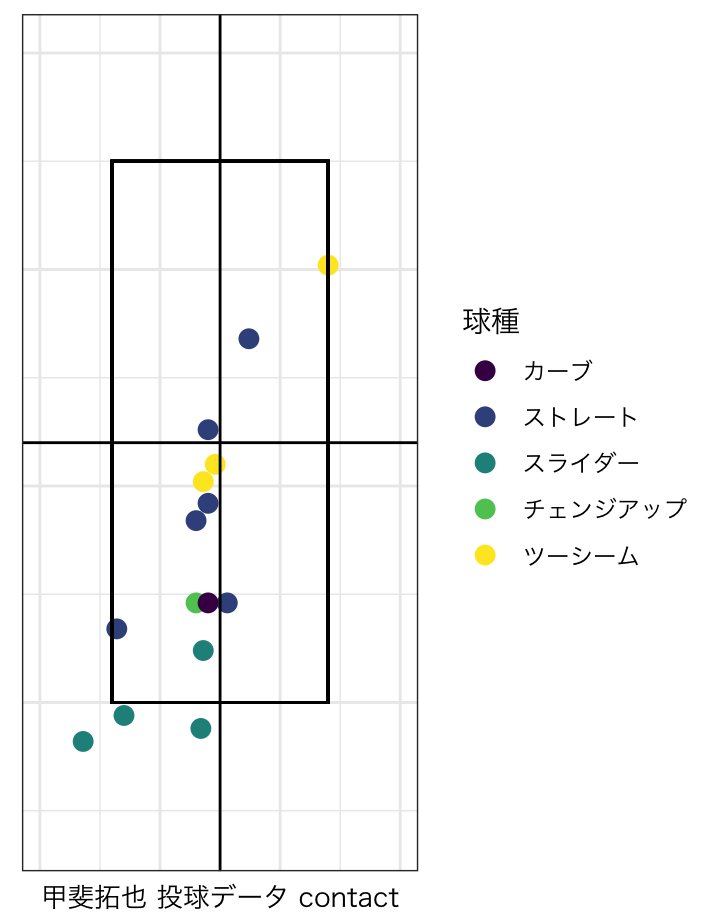 球種
カーブ
ストレート
スライダー
チェンジアップ
ツーシーム
甲斐拓也 投球データ contact